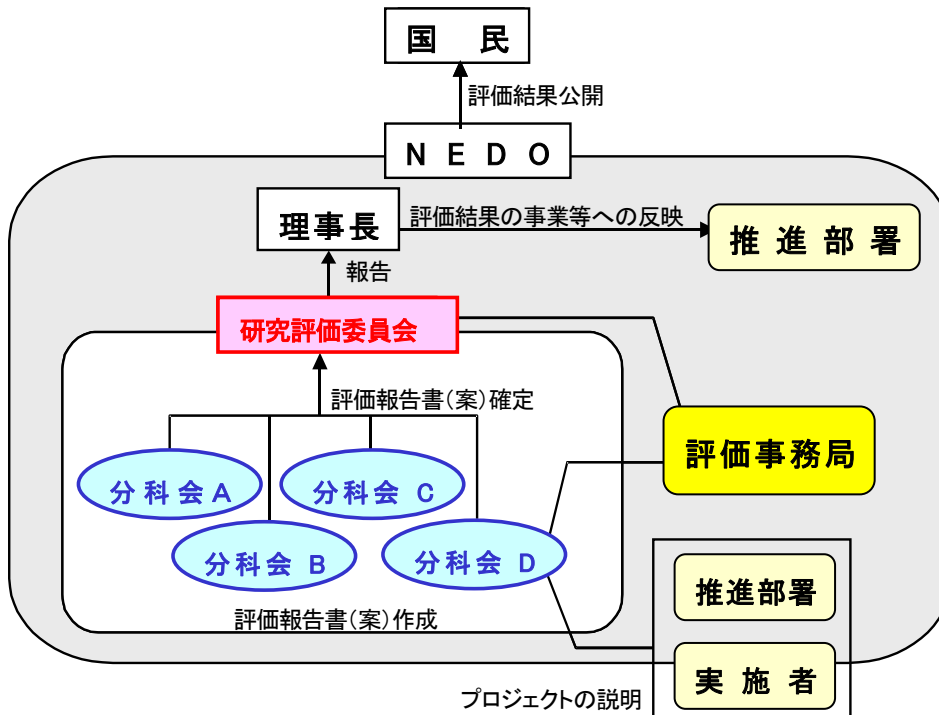 国　民
評価結果公開
ＮＥＤＯ
理事長
評価結果の事業等への反映
推進部署
報告
研究評価委員会
評価報告書（案）確定
評価事務局
分科会A
分科会 C
分科会 B
分科会 D
推進部署
評価報告書（案）作成
実施者
プロジェクトの説明